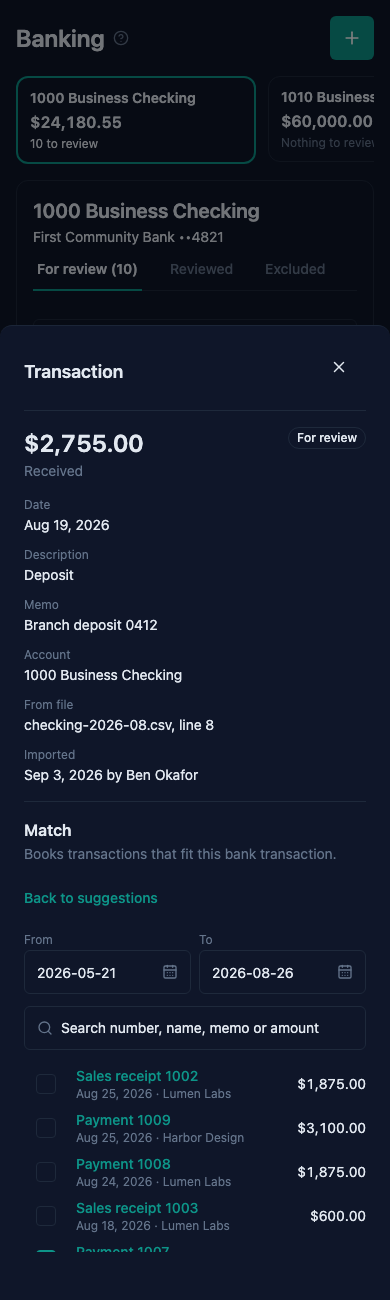 Banking
1000 Business Checking
$24,180.55
10 to review
1010 Business
$60,000.00
Nothing to review
1000 Business Checking
First Community Bank ••4821
For review (10)
Reviewed
Excluded
Transaction
$2,755.00
For review
Received
Date
Aug 19, 2026
Description
Deposit
Memo
Branch deposit 0412
Account
1000 Business Checking
From file
checking-2026-08.csv, line 8
Imported
Sep 3, 2026 by Ben Okafor
Match
Books transactions that fit this bank transaction.
Back to suggestions
From
To
2026-05-21
2026-08-26
Search number, name, memo or amount
Sales receipt 1002
$1,875.00
Aug 25, 2026 · Lumen Labs
Payment 1009
$3,100.00
Aug 25, 2026 · Harbor Design
Payment 1008
$1,875.00
Aug 24, 2026 · Lumen Labs
Sales receipt 1003
$600.00
Aug 18, 2026 · Lumen Labs
Payment 1007